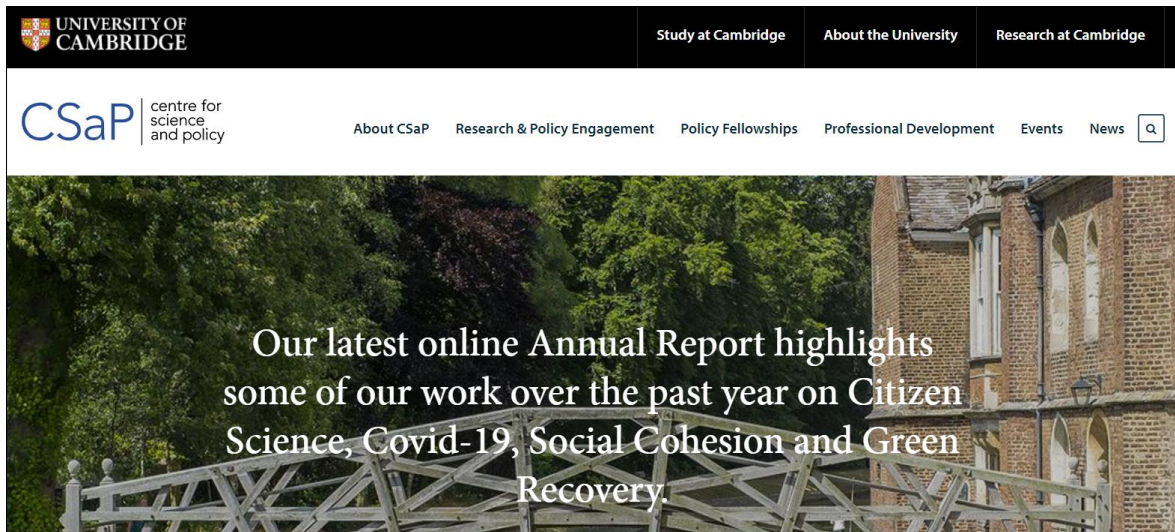 UNIVERSITY OF
CAMBRIDGE
Study at Cambridge
About the University
Research at Cambridge
CSaP
centre for
science
and policy
About CSaP
Research & Policy Engagement
Policy Fellowships
Professional Development
Events
News
Our latest online Annual Report highlights
some of our work over the past year on Citizen
Science, Covid-19, Social Cohesion and Green
Recovery.